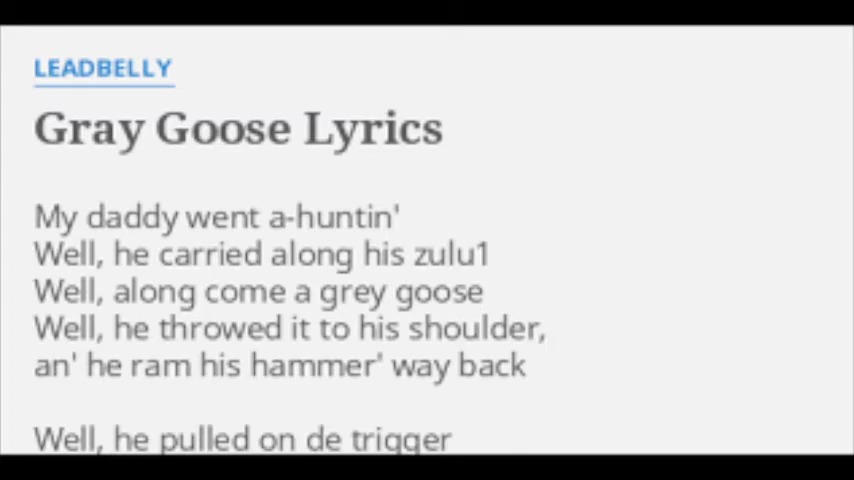 LEADBELLY
Gray Goose Lyrics
My daddy went a-huntin'
Well, he carried along his zulu1
Well, along come a grey goose
Well, he throwed it to his shoulder,
an' he ram his hammer' way back
Well, he pulled on de trigger